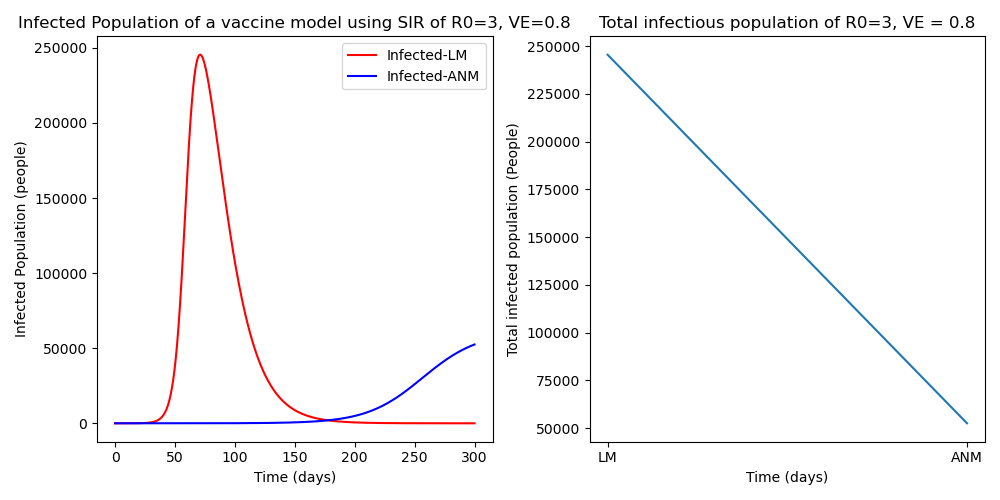 Infected Population of a vaccine model using SIR of R0=3, VE=0.8
Infected Population (people)
250000
200000
150000
100000
50000
0
Infected-LM
Infected-ANM
0 50 100 150 200 250 300
Time (days)
Total infectious population of R0=3, VE = 0.8
Total infected population (People)
250000
225000
200000
175000
150000
125000
100000
75000
50000
LM ANM
Time (days)